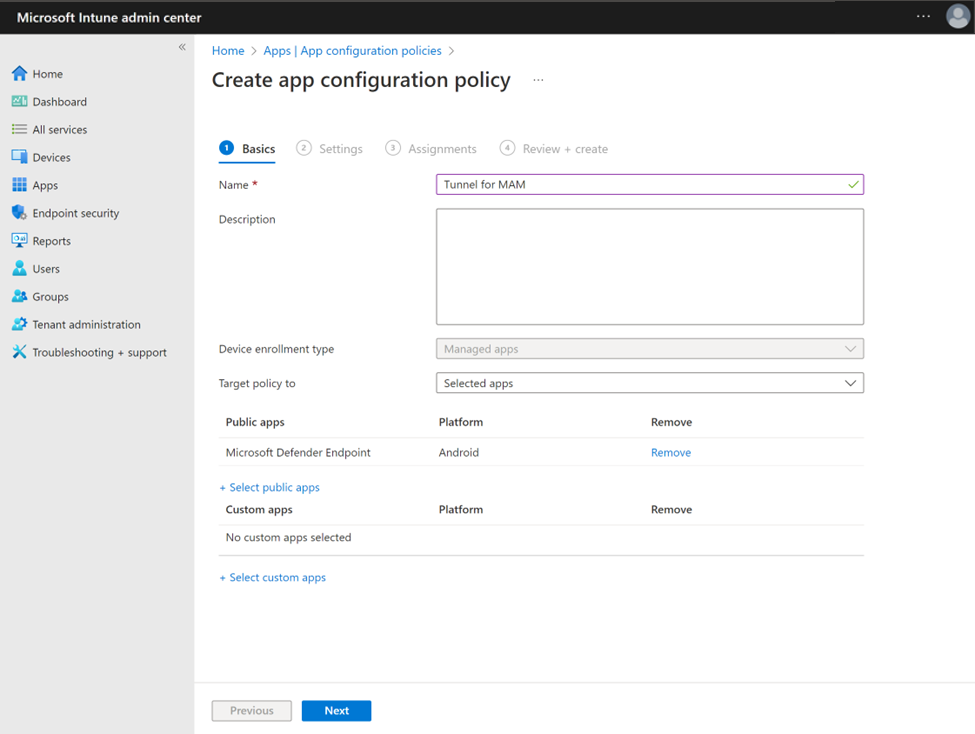 Microsoft Intune admin center
Home
Dashboard
All services
Devices
Apps
Endpoint security
Reports
Users
Groups
Tenant administration
Troubleshooting + support
Home > Apps | App configuration policies >
Create app configuration policy ...
1 Basics 2 Settings 3 Assignments 4 Review + create
Name * Tunnel for MAM
Description
Device enrollment type Managed apps
Target policy to Selected apps
Public apps Platform Remove
Microsoft Defender Endpoint Android Remove
+ Select public apps
Custom apps Platform Remove
No custom apps selected
+ Select custom apps
Previous Next